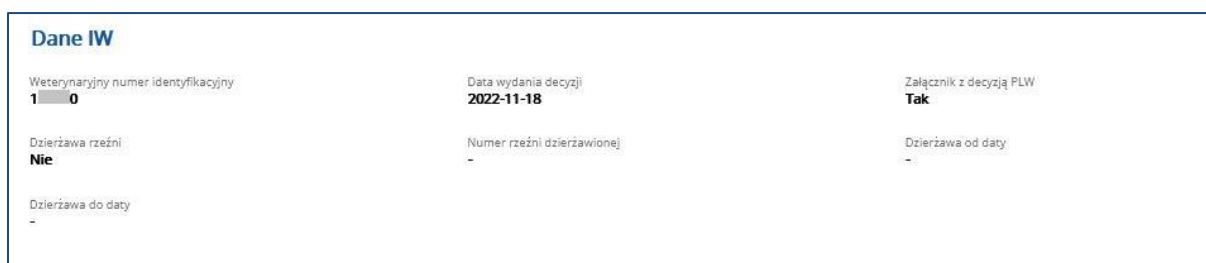 Dane IW
Weterynaryjny numer identyfikacyjny
Data wydania decyzji
Załącznik z decyzją PLW
1 0
2022-11-18
Tak
Dzierżawa rzeźni
Numer rzeźni dzierżawionej
Dzierżawa od daty
Nie
-
-
Dzierżawa do daty
-